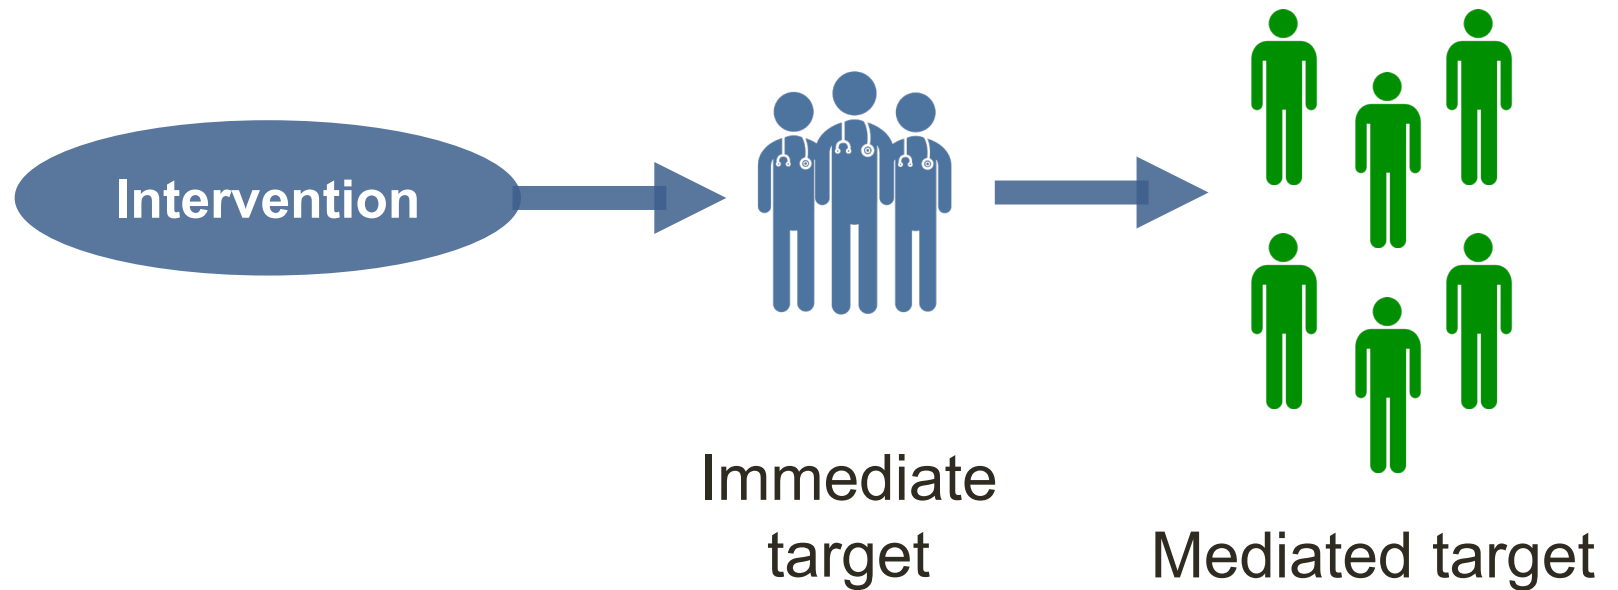 Intervention
Immediate
target
Mediated target